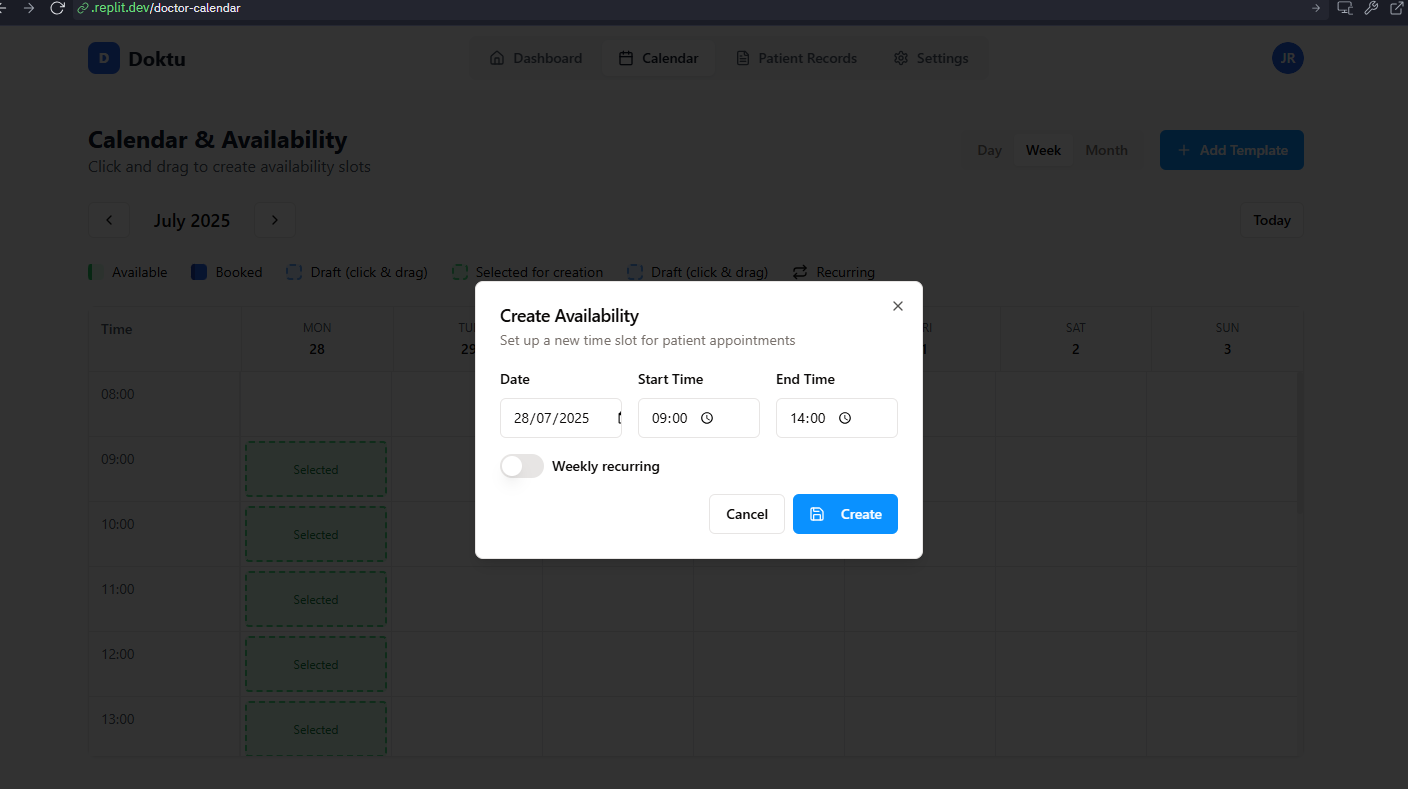 .replit.dev/doctor-calendar
D Doktu Dashboard Calendar Patient Records Settings JR
Calendar & Availability
Click and drag to create availability slots
Day Week Month + Add Template
July 2025 Today
Available Booked Draft (click & drag) Selected for creation Draft (click & drag) Recurring
Time MON 28 29 SAT 2 SUN 3
Create Availability
Set up a new time slot for patient appointments
Date Start Time End Time
28/07/2025 09:00 14:00
Weekly recurring
Cancel Create
08:00
09:00 Selected
10:00 Selected
11:00 Selected
12:00 Selected
13:00 Selected